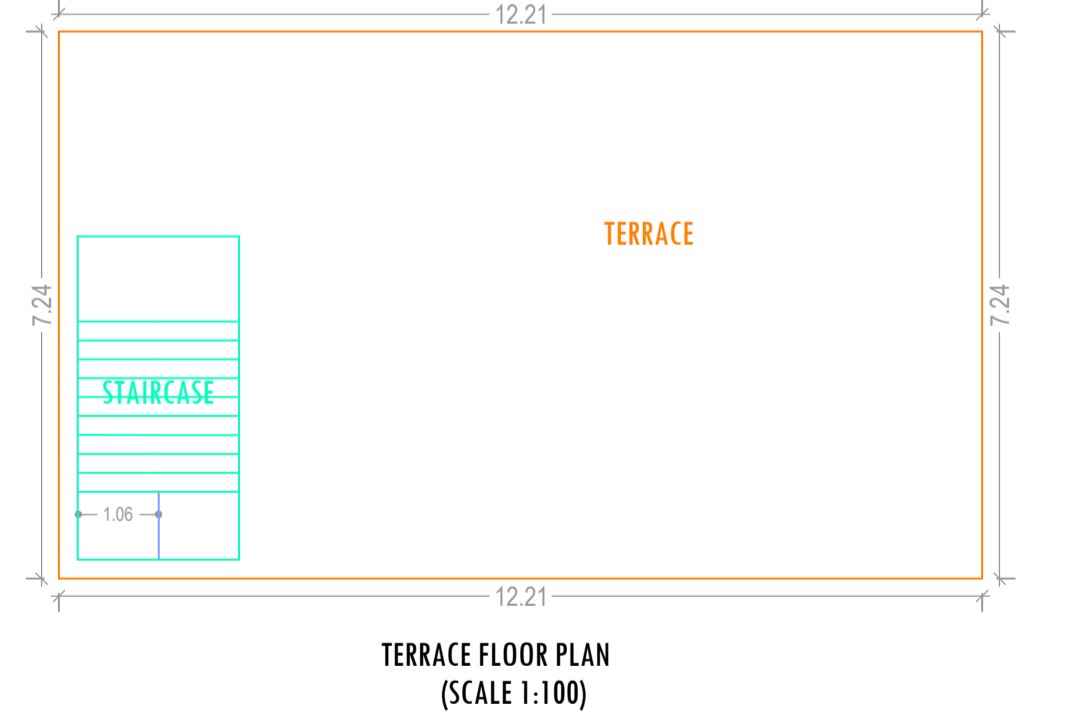 12.21
TERRACE
7.24
7.24
STAIRCASE
1.06
12.21
TERRACE FLOOR PLAN
(SCALE 1:100)